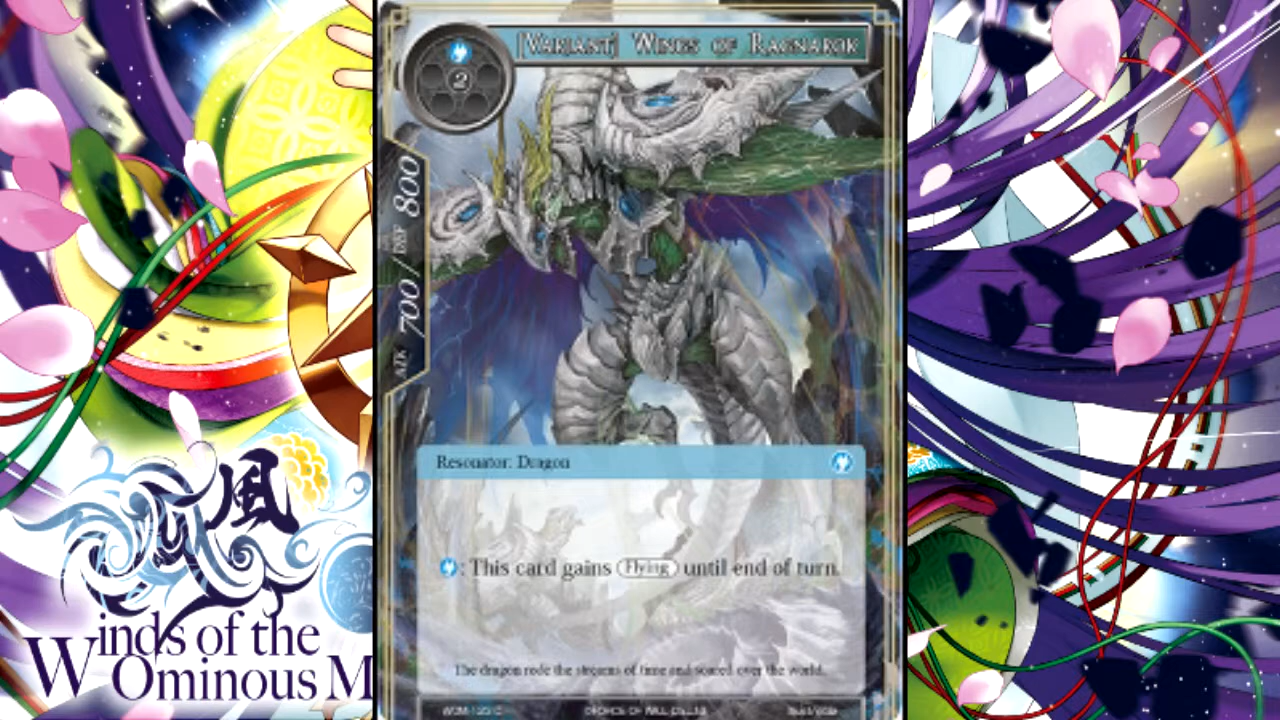 [Variant] Wings of Ragnarok
2
ATK 700 / DEF 800
Resonator: Dragon
: This card gains Flying until end of turn.
The dragon rode the streams of time and soared over the world.
風
Winds of the
Ominous M